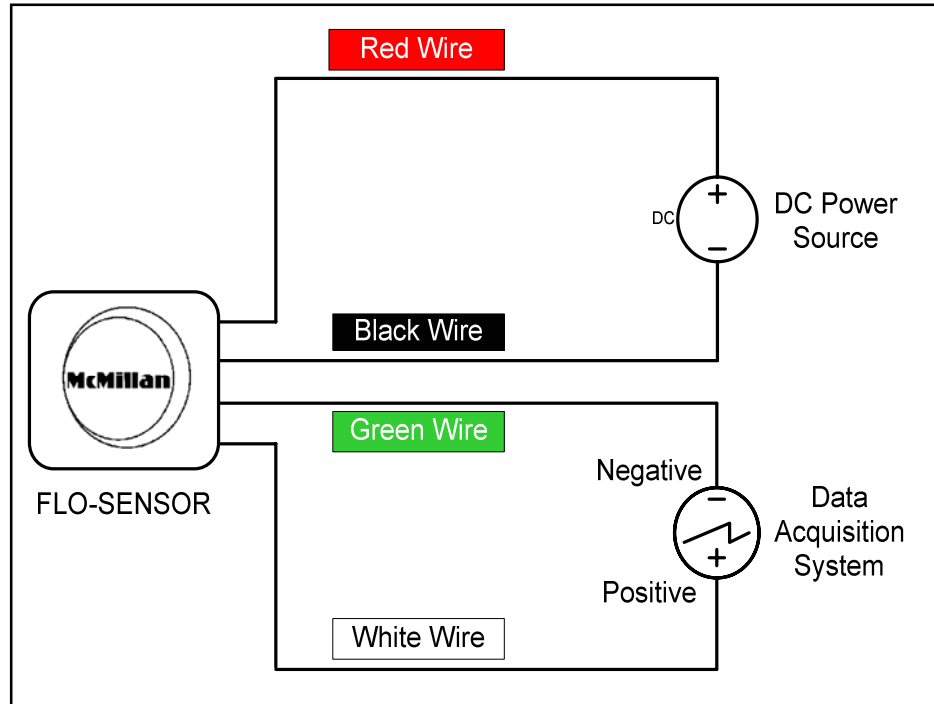 Red Wire
+
DC
−
DC Power
Source
Black Wire
McMillan
Green Wire
FLO-SENSOR
Negative
−
+
Positive
Data
Acquisition
System
White Wire